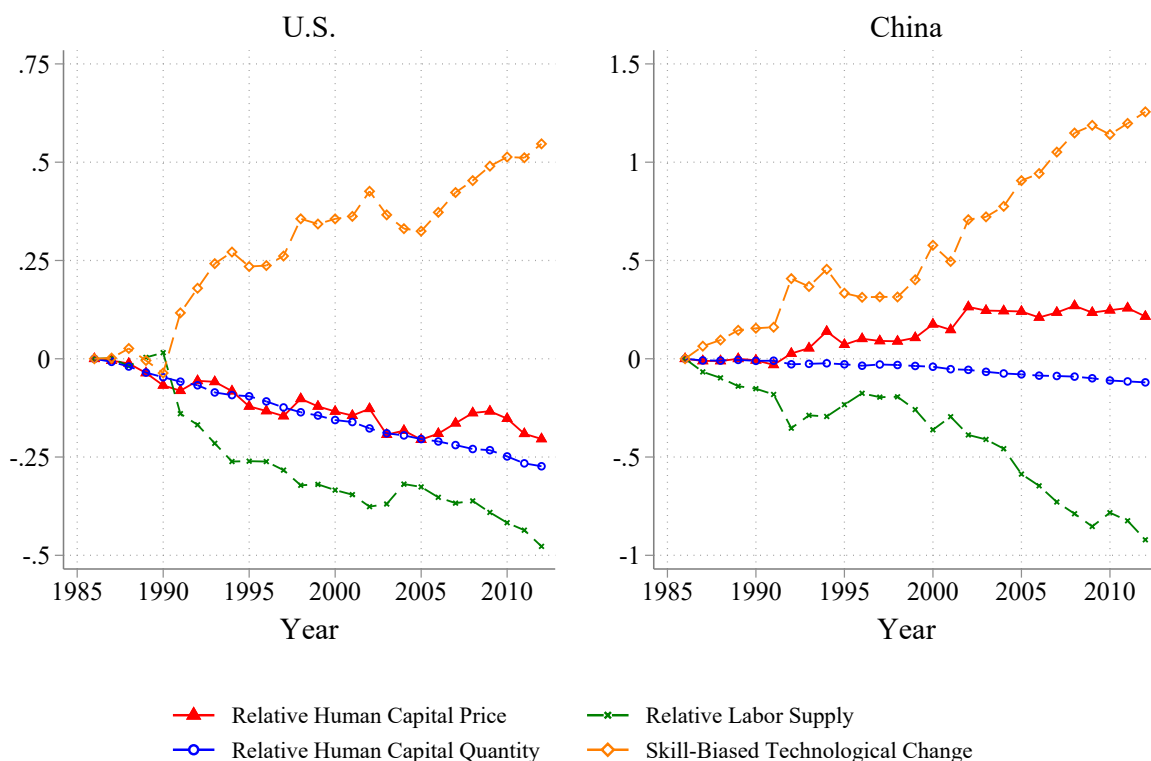 U.S.
China
.75
.5
.25
0
-.25
-.5
1985 1990 1995 2000 2005 2010
Year
1.5
1
.5
0
-.5
-1
1985 1990 1995 2000 2005 2010
Year
Relative Human Capital Price
Relative Labor Supply
Relative Human Capital Quantity
Skill-Biased Technological Change